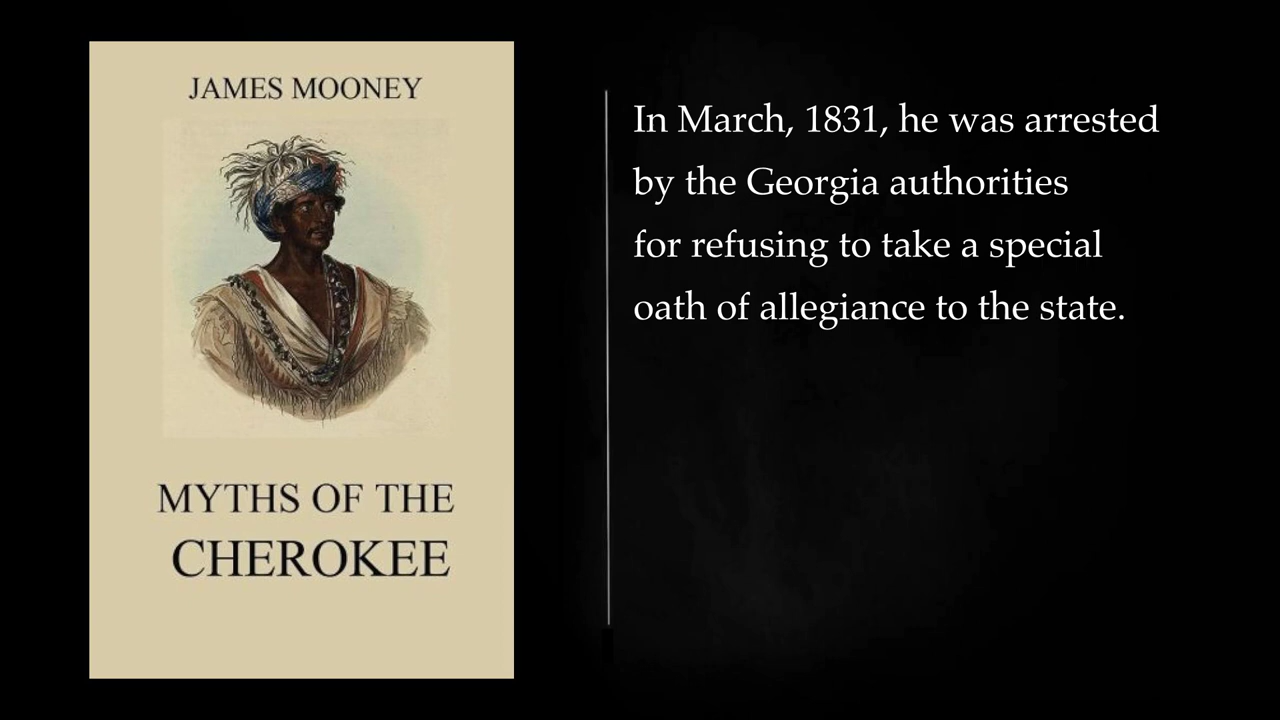 JAMES MOONEY
MYTHS OF THE
CHEROKEE
In March, 1831, he was arrested
by the Georgia authorities
for refusing to take a special
oath of allegiance to the state.